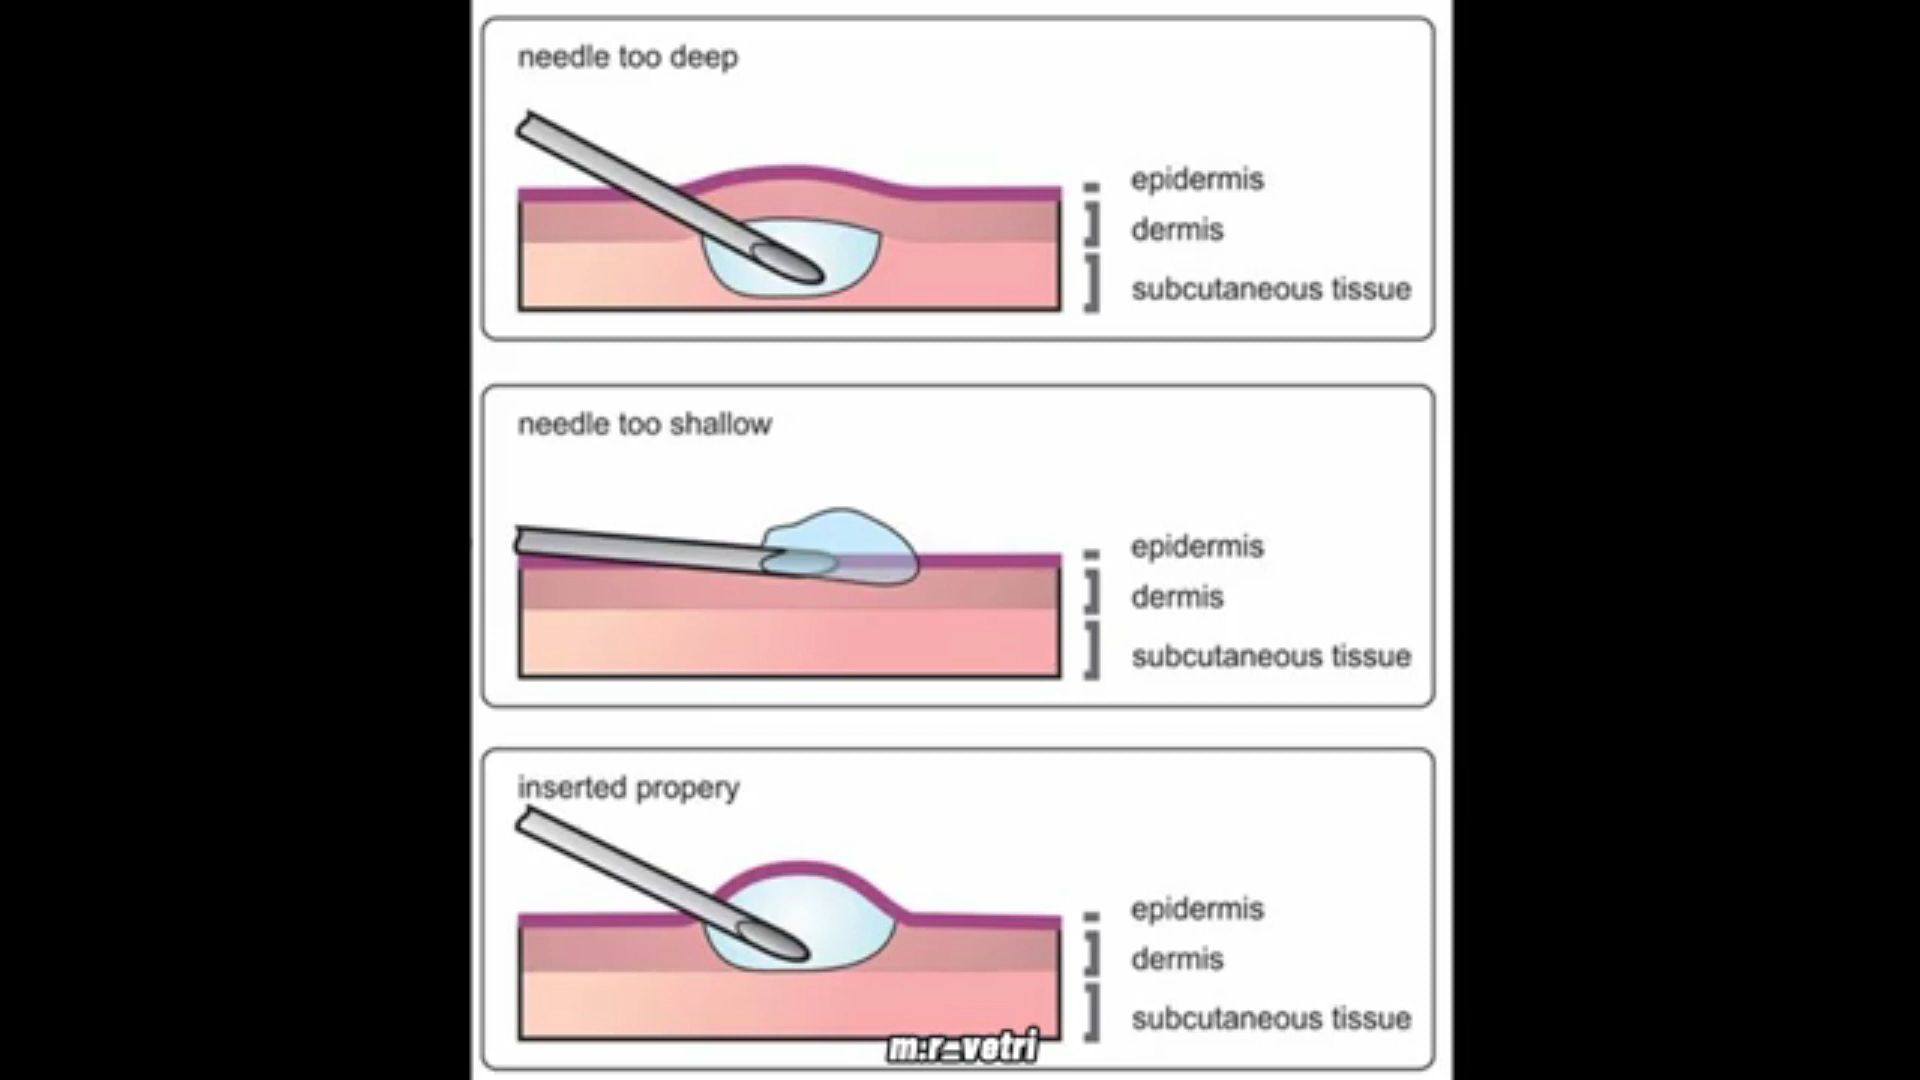 needle too deep
epidermis
dermis
subcutaneous tissue
needle too shallow
epidermis
dermis
subcutaneous tissue
inserted propery
epidermis
dermis
subcutaneous tissue
m:r_vetri